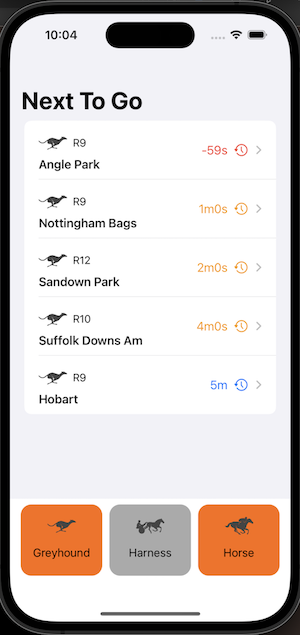 10:04
Next To Go
R9
-59s
Angle Park
R9
1m0s
Nottingham Bags
R12
2m0s
Sandown Park
R10
4m0s
Suffolk Downs Am
R9
5m
Hobart
Greyhound
Harness
Horse